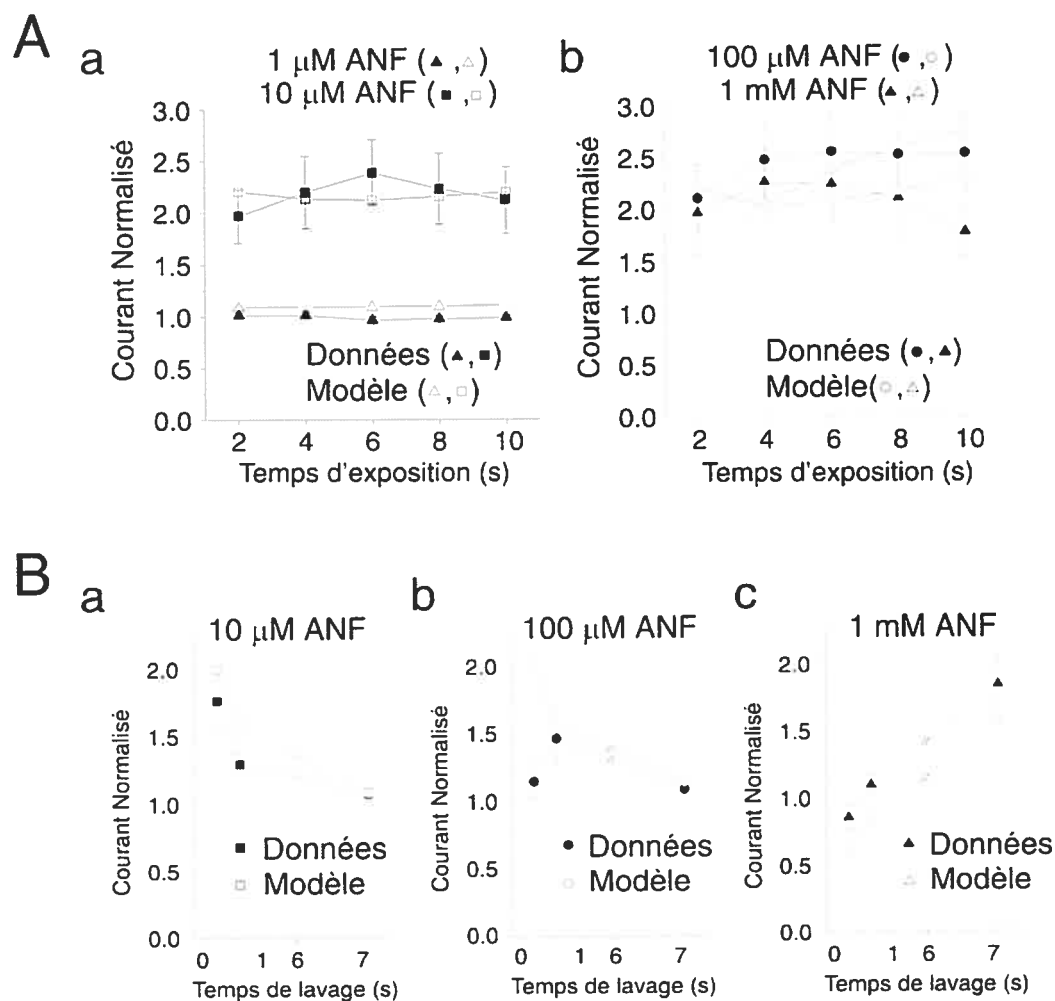 A
a
1 μM ANF (▲,△)
10 μM ANF (■,□)
Courant Normalisé
3.0
2.5
2.0
1.5
1.0
0.5
0.0
Données (▲,■)
Modèle (△,□)
2 4 6 8 10
Temps d'exposition (s)
b
100 μM ANF (●,○)
1 mM ANF (▲,△)
Courant Normalisé
3.0
2.5
2.0
1.5
1.0
0.5
0.0
Données (●,▲)
Modèle(○,△)
2 4 6 8 10
Temps d'exposition (s)
B
a
10 μM ANF
Courant Normalisé
2.0
1.5
1.0
0.5
0.0
■ Données
□ Modèle
0 1 6 7
Temps de lavage (s)
b
100 μM ANF
Courant Normalisé
2.0
1.5
1.0
0.5
0.0
● Données
○ Modèle
0 1 6 7
Temps de lavage (s)
c
1 mM ANF
Courant Normalisé
2.0
1.5
1.0
0.5
0.0
▲ Données
△ Modèle
0 1 6 7
Temps de lavage (s)